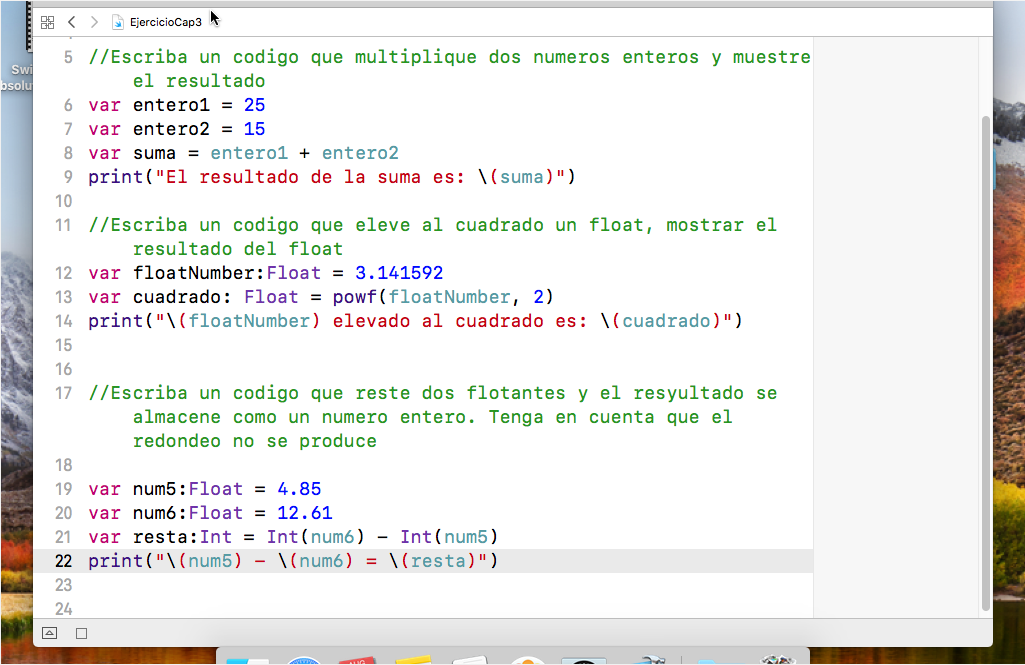 EjercicioCap3
Swi
bsolu
5 //Escriba un codigo que multiplique dos numeros enteros y muestre
el resultado
6 var entero1 = 25
7 var entero2 = 15
8 var suma = entero1 + entero2
9 print("El resultado de la suma es: \(suma)")
10
11 //Escriba un codigo que eleve al cuadrado un float, mostrar el
resultado del float
12 var floatNumber:Float = 3.141592
13 var cuadrado: Float = powf(floatNumber, 2)
14 print("\(floatNumber) elevado al cuadrado es: \(cuadrado)")
15
16
17 //Escriba un codigo que reste dos flotantes y el resyultado se
almacene como un numero entero. Tenga en cuenta que el
redondeo no se produce
18
19 var num5:Float = 4.85
20 var num6:Float = 12.61
21 var resta:Int = Int(num6) - Int(num5)
22 print("\(num5) - \(num6) = \(resta)")
23
24